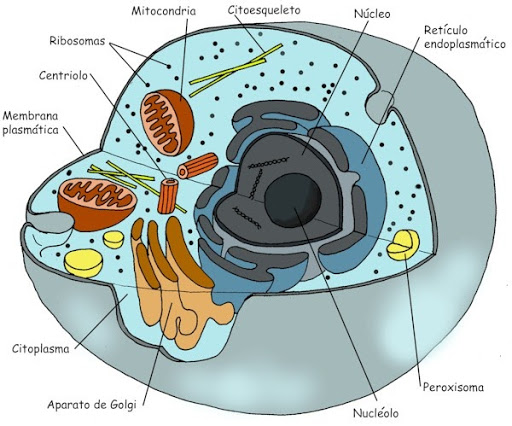 Mitocondria
Citoesqueleto
Núcleo
Retículo
endoplasmático
Ribosomas
Centriolo
Membrana
plasmática
Citoplasma
Aparato de Golgi
Nucléolo
Peroxisoma